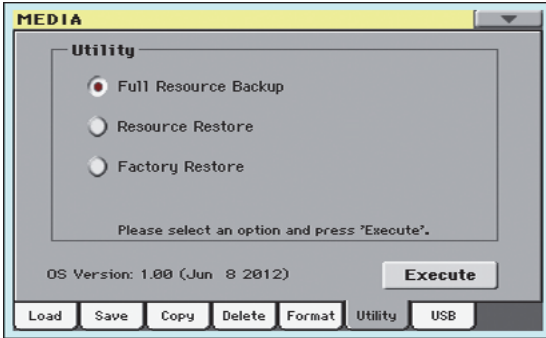 MEDIA
Utility
Full Resource Backup
Resource Restore
Factory Restore
Please select an option and press 'Execute'.
OS Version: 1.00 (Jun 8 2012)
Execute
Load Save Copy Delete Format Utility USB